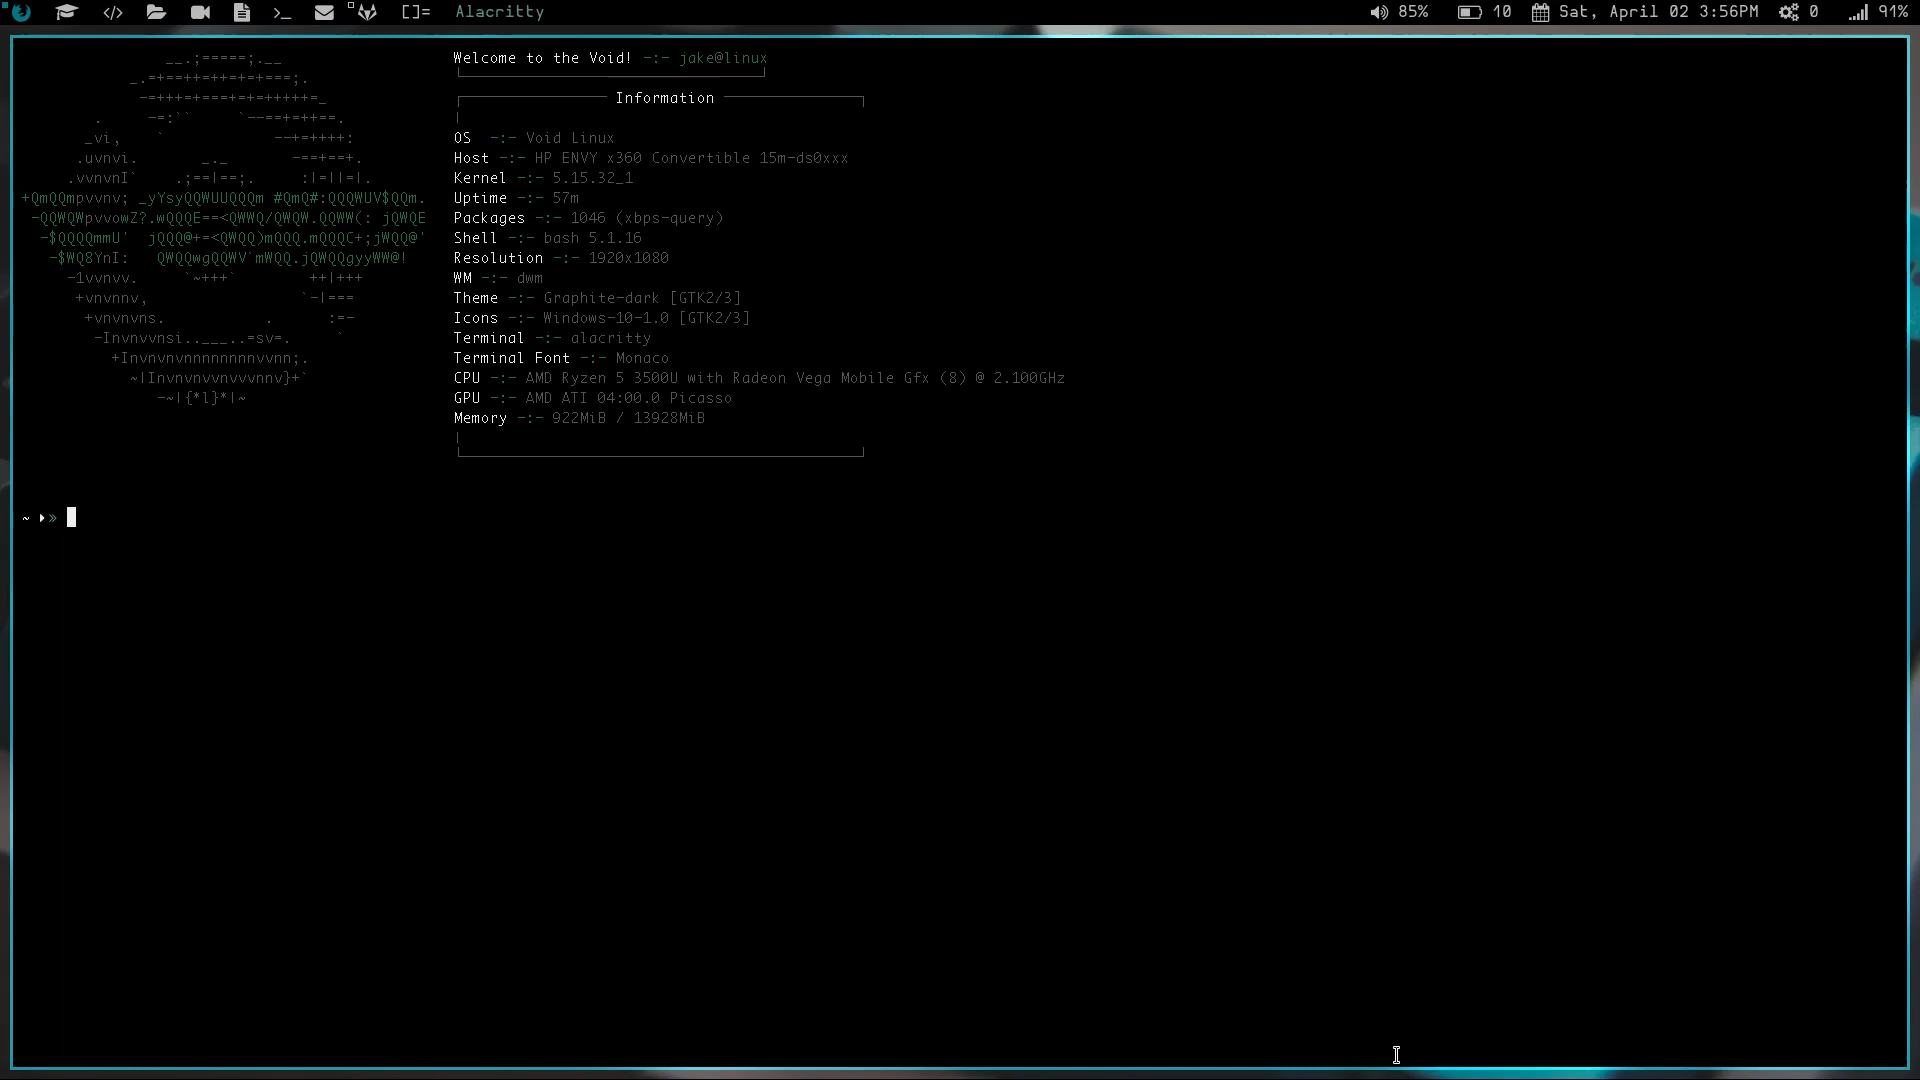 </> >_ []= Alacritty 85% 10 Sat, April 02 3:56PM 0 91%
Welcome to the Void! -:- jake@linux
Information
OS -:- Void Linux
Host -:- HP ENVY x360 Convertible 15m-ds0xxx
Kernel -:- 5.15.32_1
Uptime -:- 57m
Packages -:- 1046 (xbps-query)
Shell -:- bash 5.1.16
Resolution -:- 1920x1080
WM -:- dwm
Theme -:- Graphite-dark [GTK2/3]
Icons -:- Windows-10-1.0 [GTK2/3]
Terminal -:- alacritty
Terminal Font -:- Monaco
CPU -:- AMD Ryzen 5 3500U with Radeon Vega Mobile Gfx (8) @ 2.100GHz
GPU -:- AMD ATI 04:00.0 Picasso
Memory -:- 922MiB / 13928MiB
~ ‣»